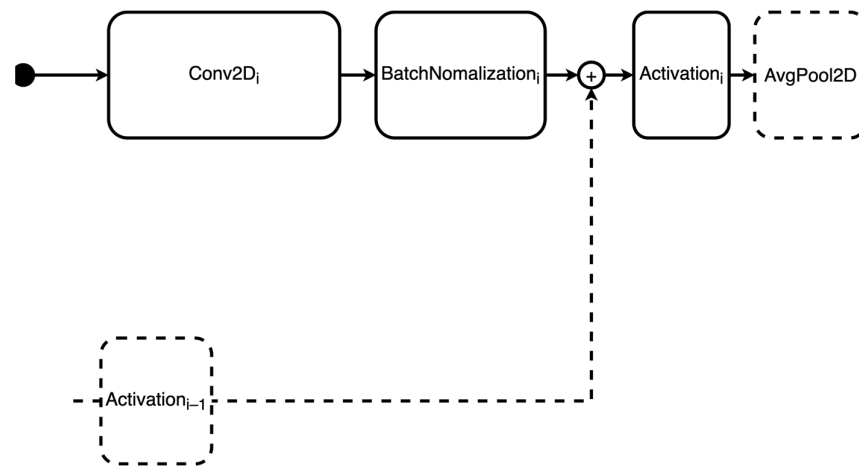 Conv2Dᵢ
BatchNomalizationᵢ
+
Activationᵢ
AvgPool2D
Activationᵢ₋₁